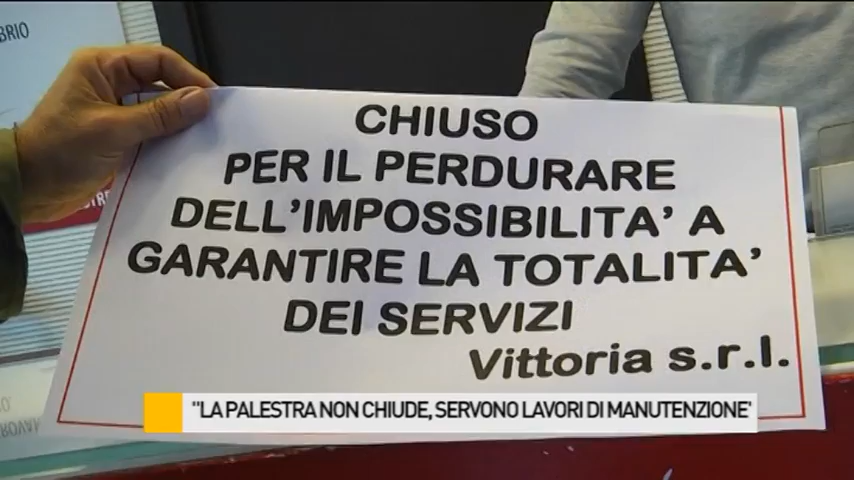 BRIO
CHIUSO
PER IL PERDURARE
DELL'IMPOSSIBILITA' A
GARANTIRE LA TOTALITA'
DEI SERVIZI
Vittoria s.r.l.
"LA PALESTRA NON CHIUDE, SERVONO LAVORI DI MANUTENZIONE"